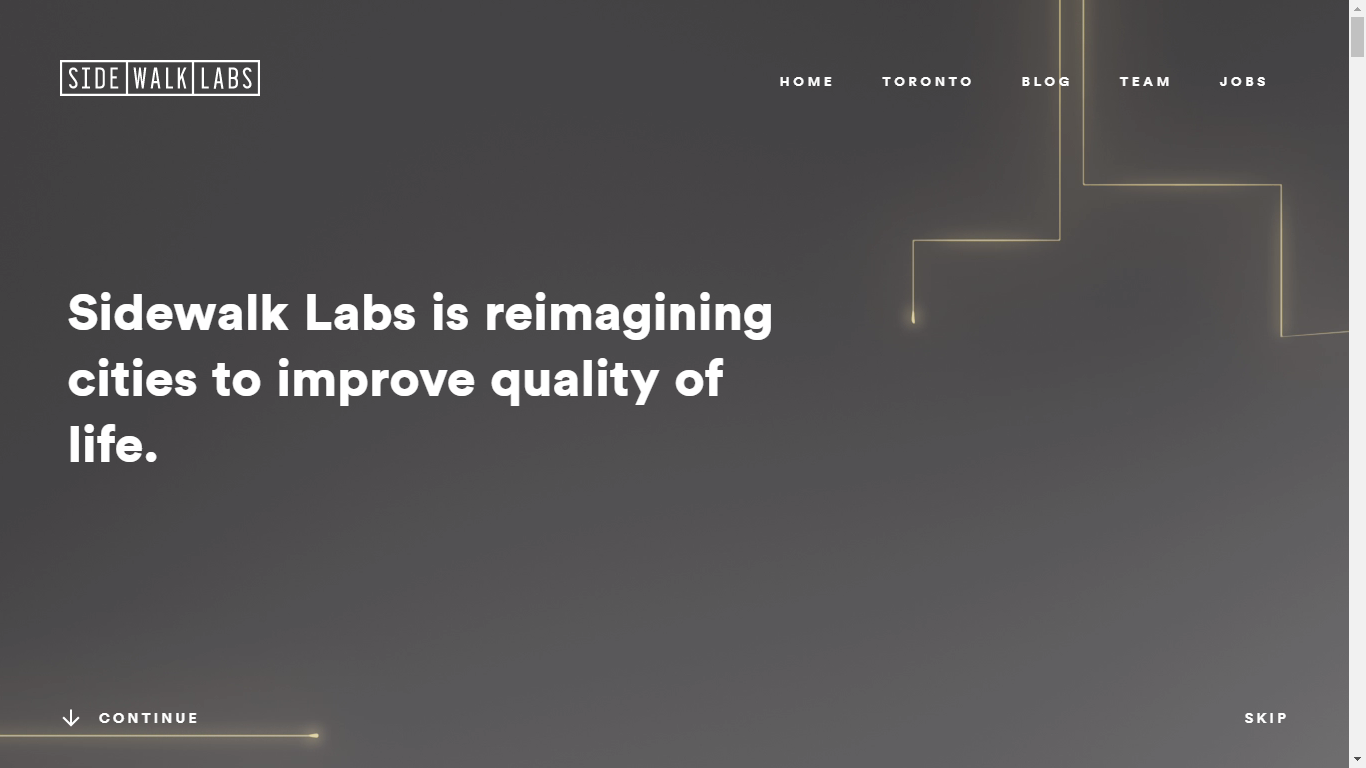 SIDE WALK LABS
HOME TORONTO BLOG TEAM JOBS
Sidewalk Labs is reimagining
cities to improve quality of
life.
CONTINUE
SKIP